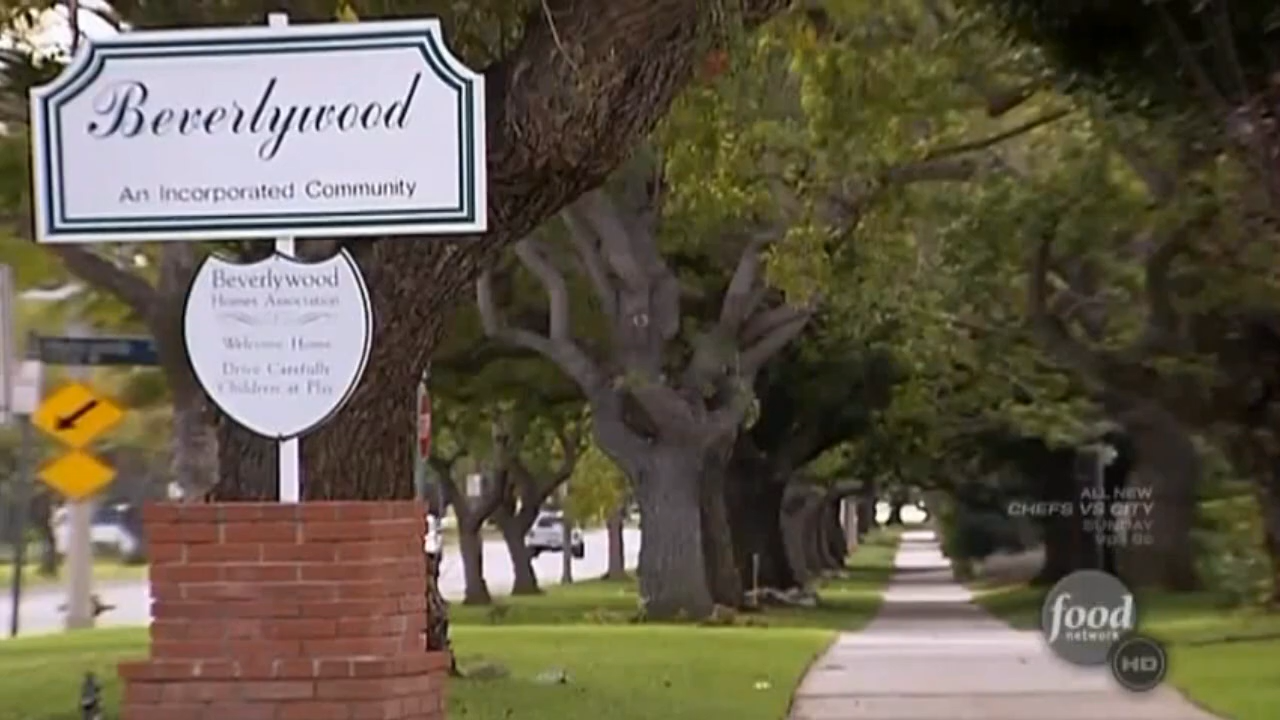 Beverlywood
An Incorporated Community
Beverlywood
Homes Association
Welcome Home
Drive Carefully
Children at Play
ALL NEW
CHEFS VS CITY
SUNDAY
food
network
HD